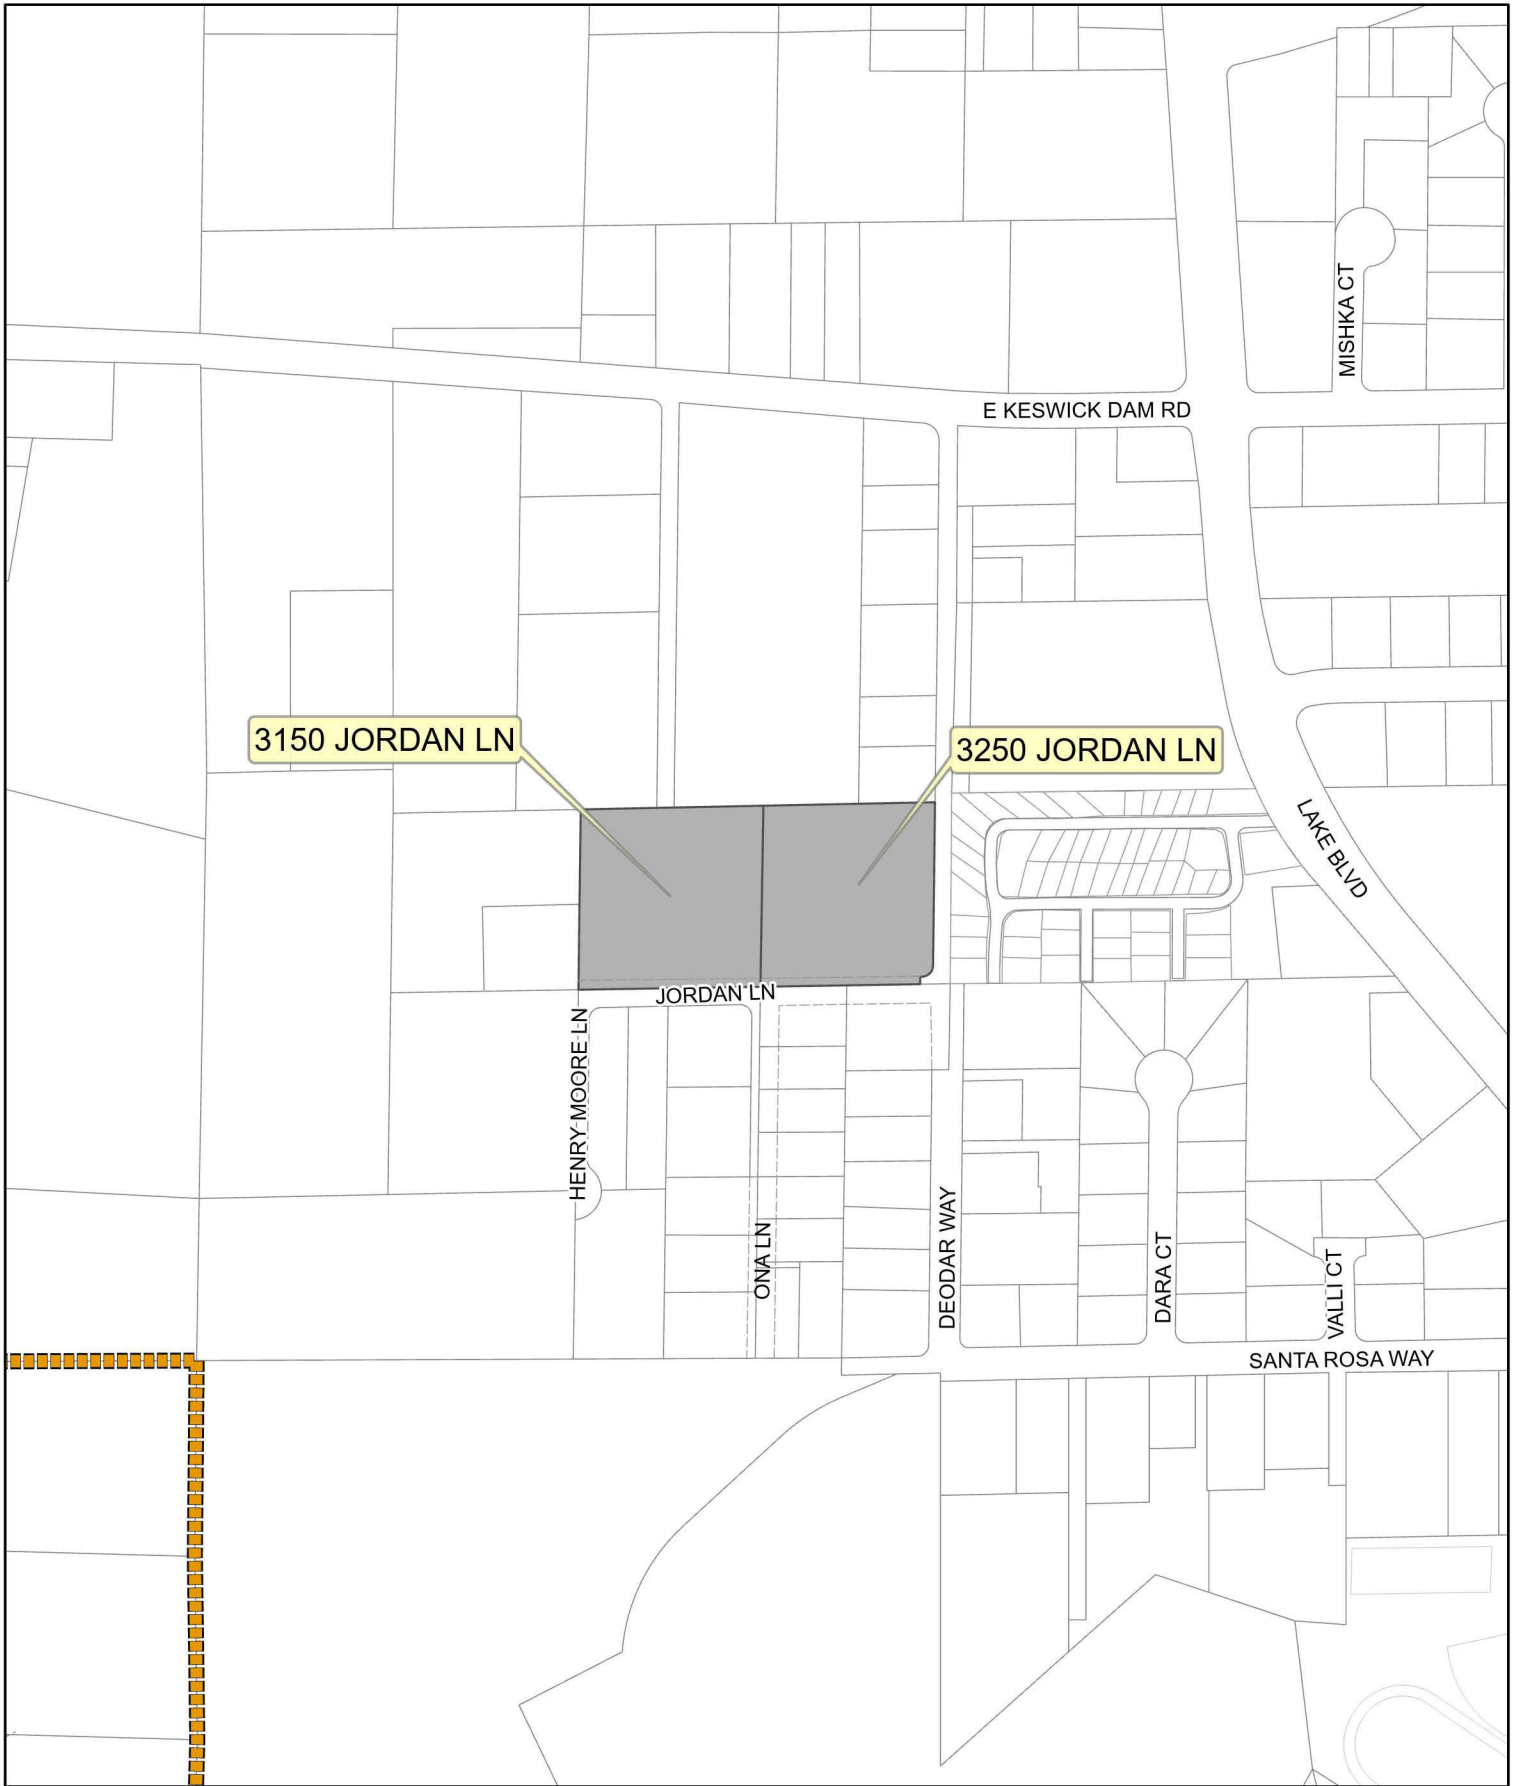 MISHKA CT
E KESWICK DAM RD
3150 JORDAN LN
3250 JORDAN LN
LAKE BLVD
JORDAN LN
HENRY MOORE LN
ONA LN
DEODAR WAY
DARA CT
VALLI CT
SANTA ROSA WAY